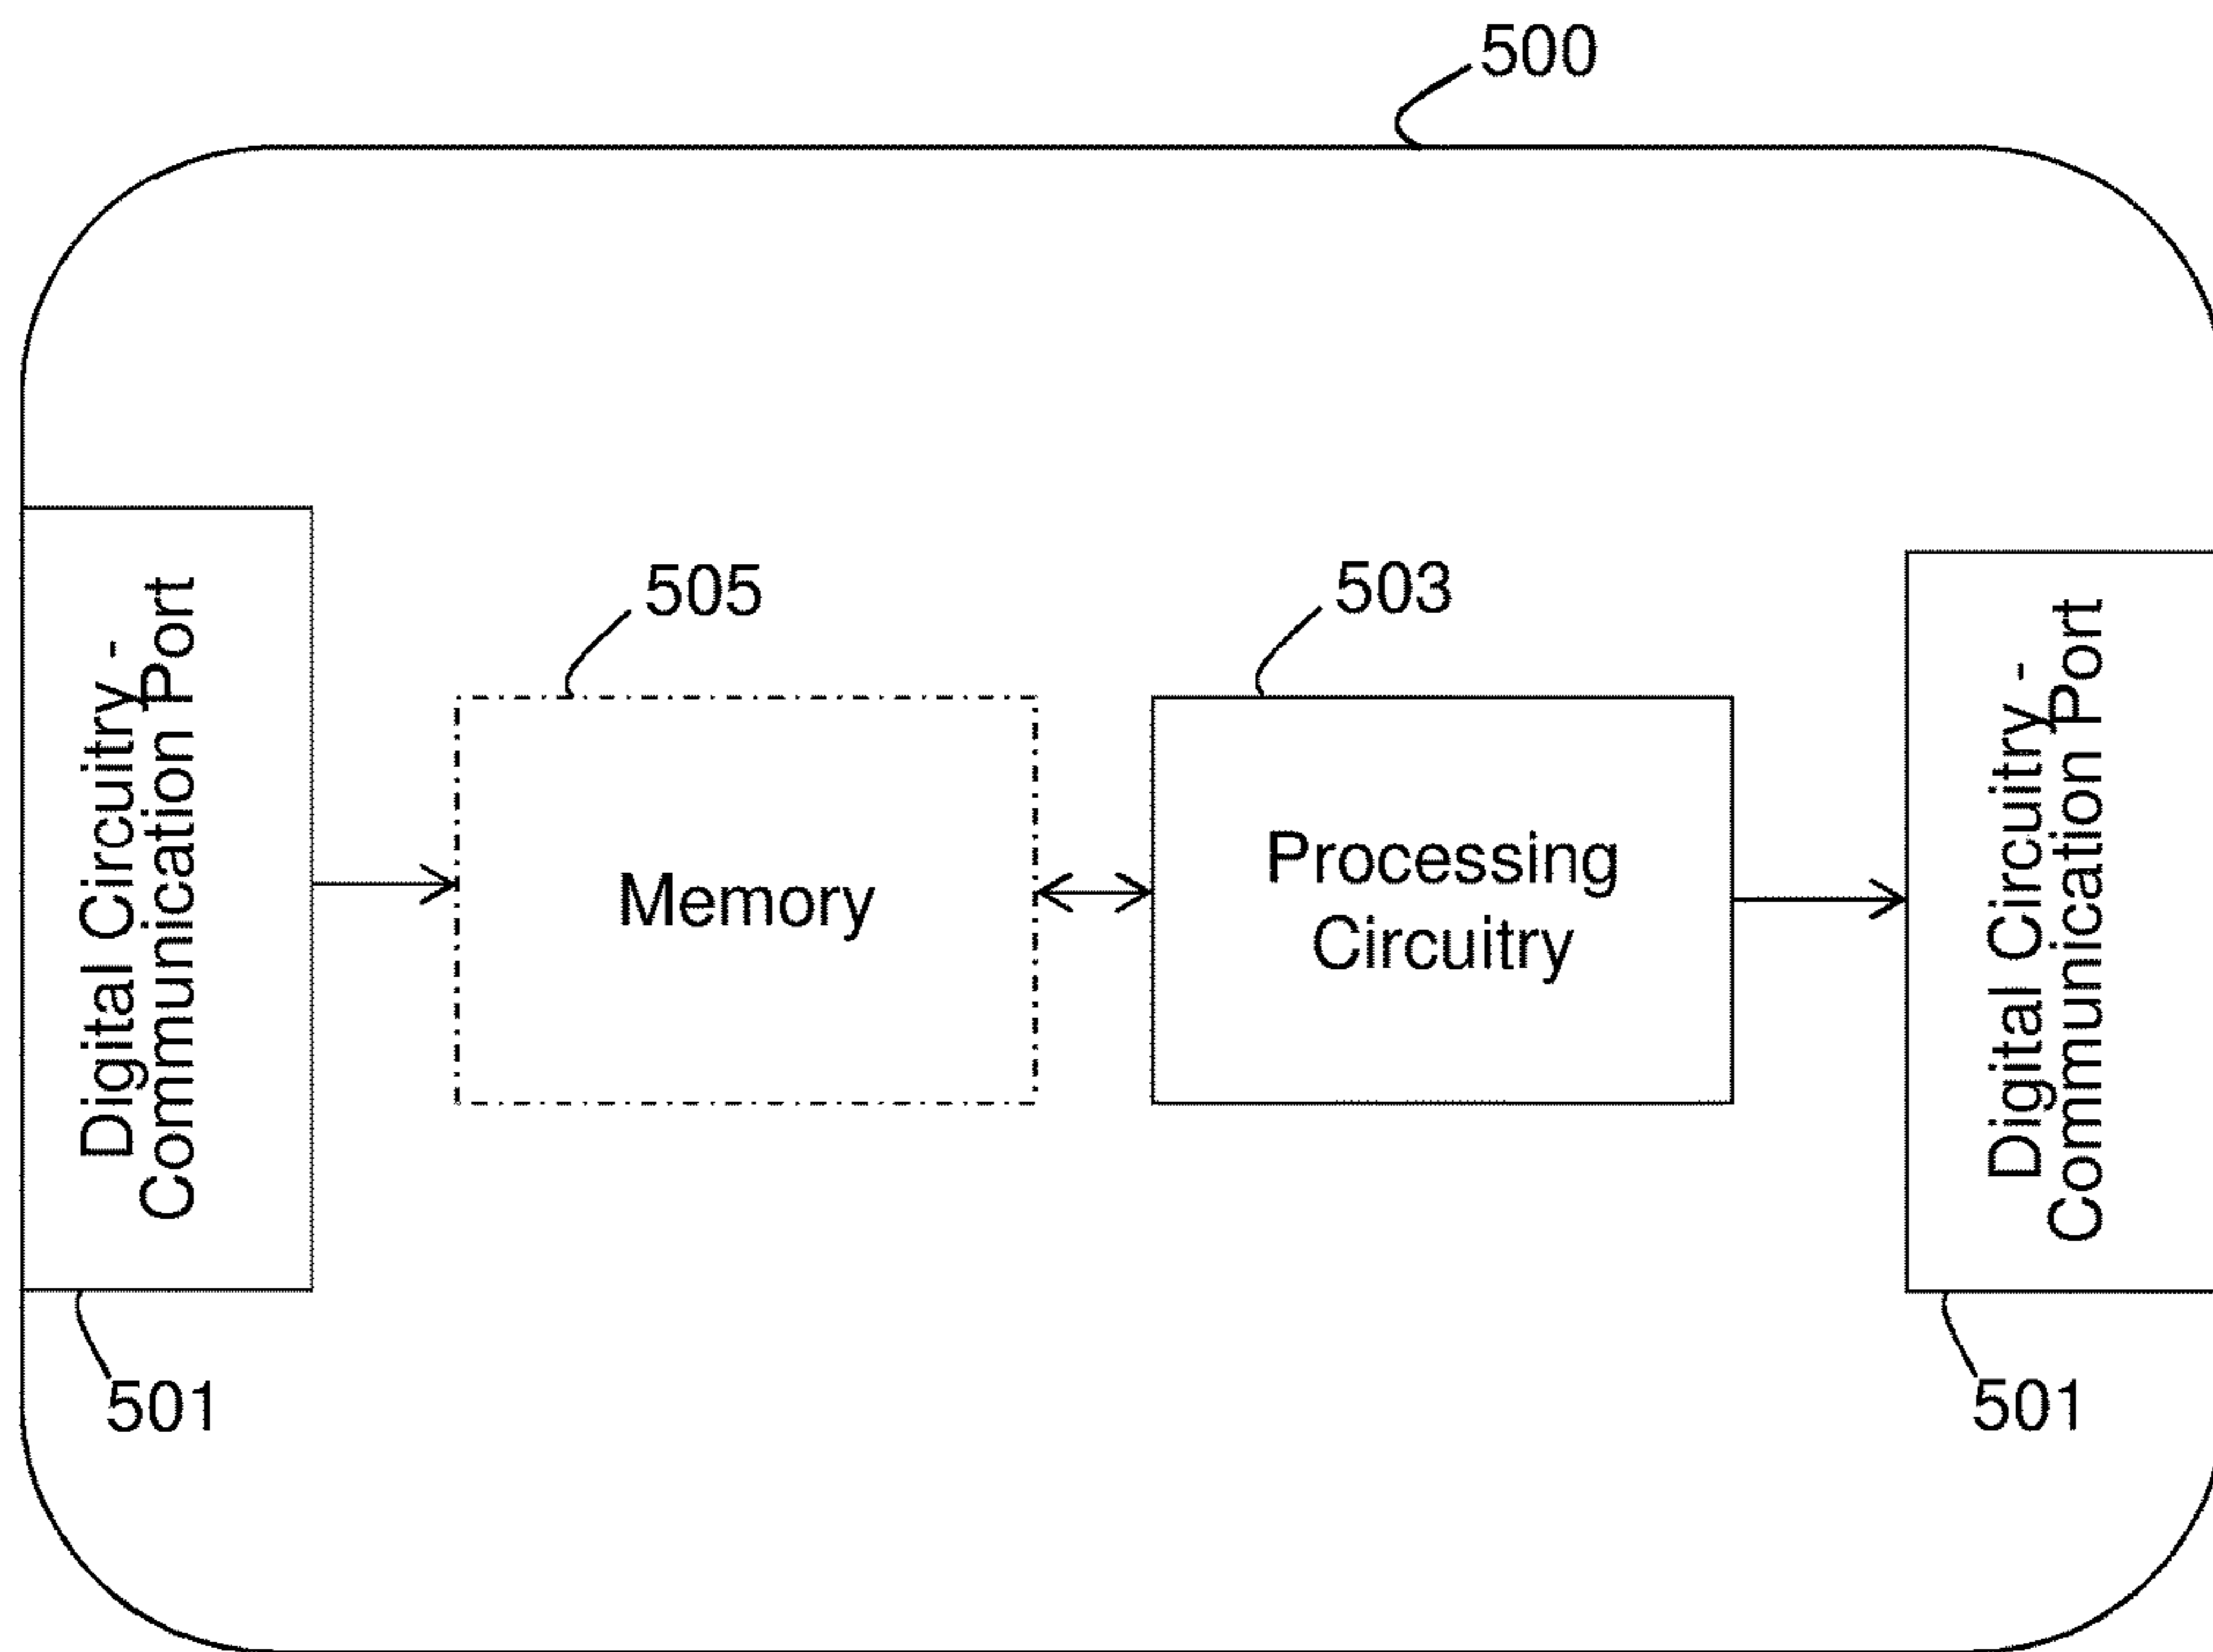 500
505
503
Digital Circuitry -
Communication Port
Memory
Processing
Circuitry
Digital Circuitry -
Communication Port
501
501